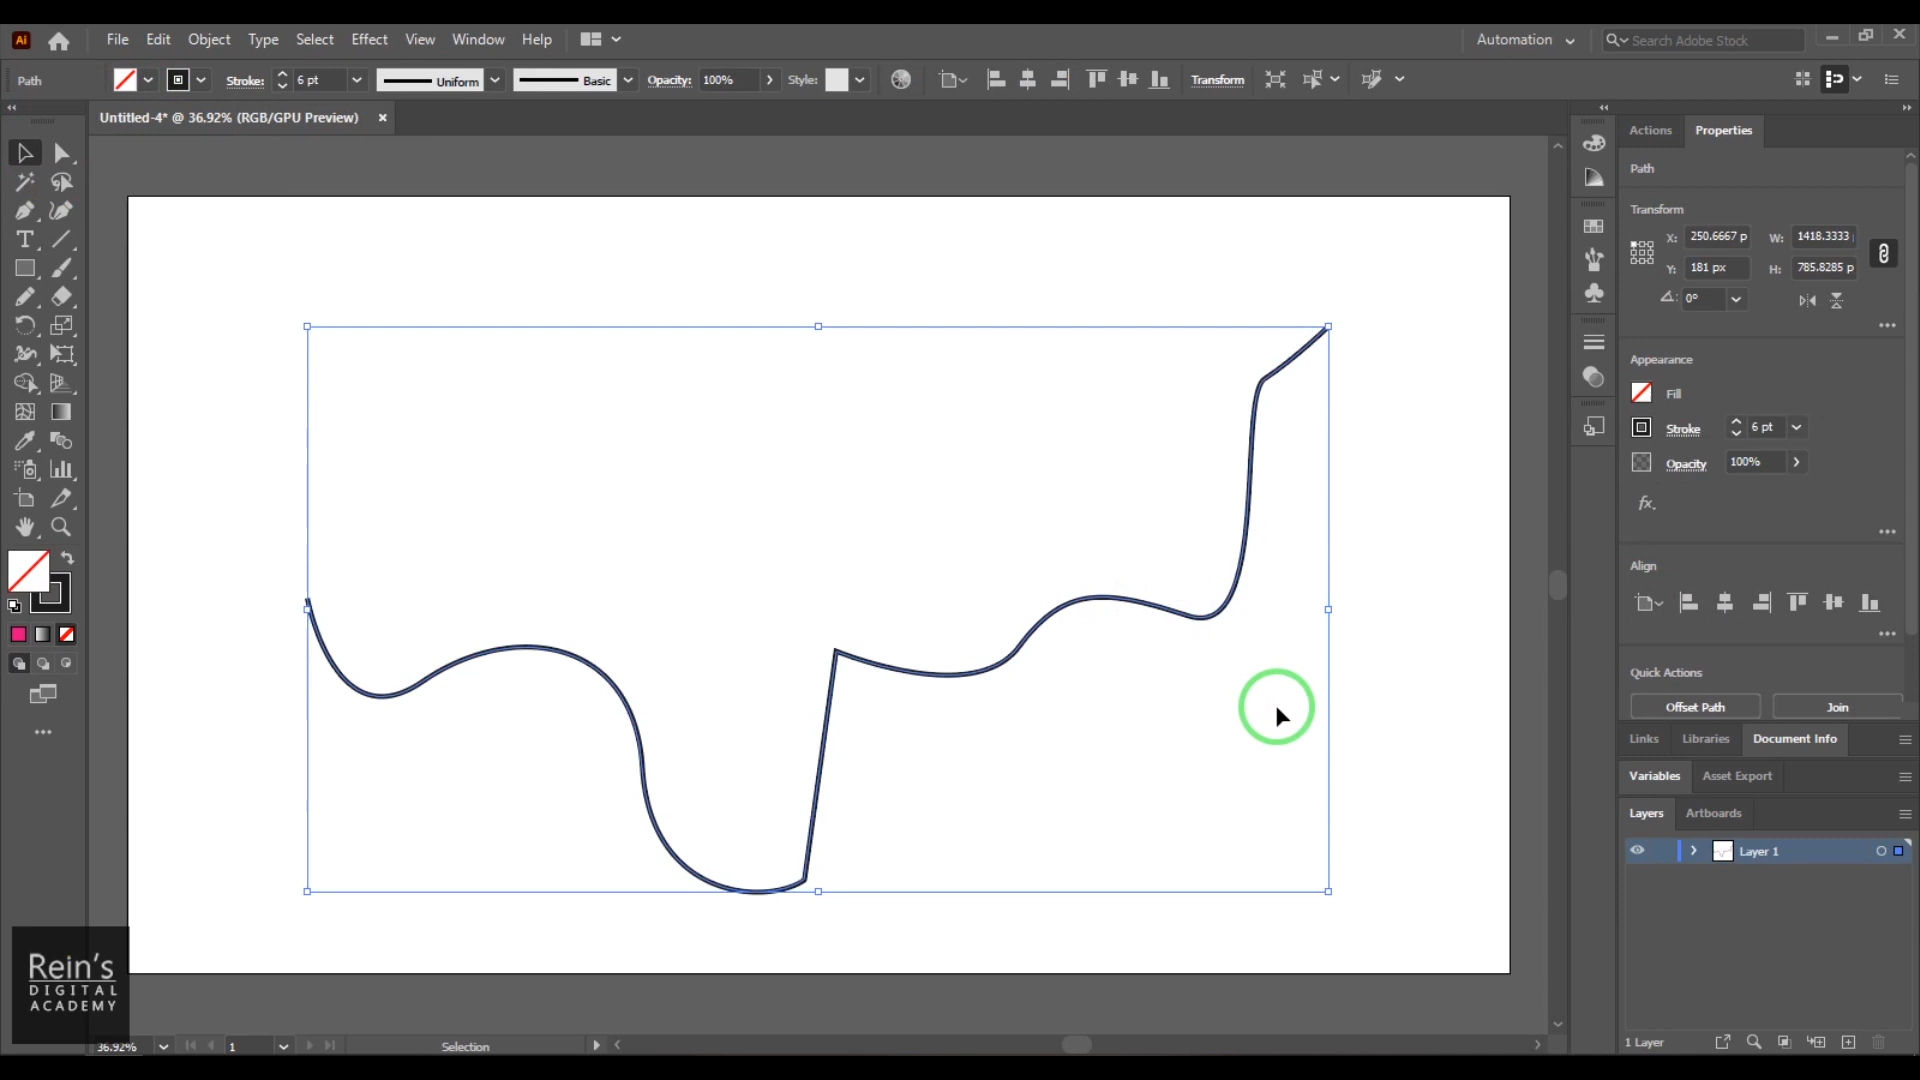 Ai File Edit Object Type Select Effect View Window Help Automation Search Adobe Stock
Path Stroke: 6 pt Uniform Basic Opacity: 100% Style: Transform
Untitled-4* @ 36.92% (RGB/GPU Preview) ×
Actions Properties
Path
Transform
X: 250.6667 p W: 1418.3333
Y: 181 px H: 785.8285 p
0°
Appearance
Fill
Stroke 6 pt
Opacity 100%
fx
Align
Quick Actions
Offset Path Join
Links Libraries Document Info
Variables Asset Export
Layers Artboards
Layer 1
Rein's
DIGITAL
ACADEMY
36.92% 1 Selection
1 Layer